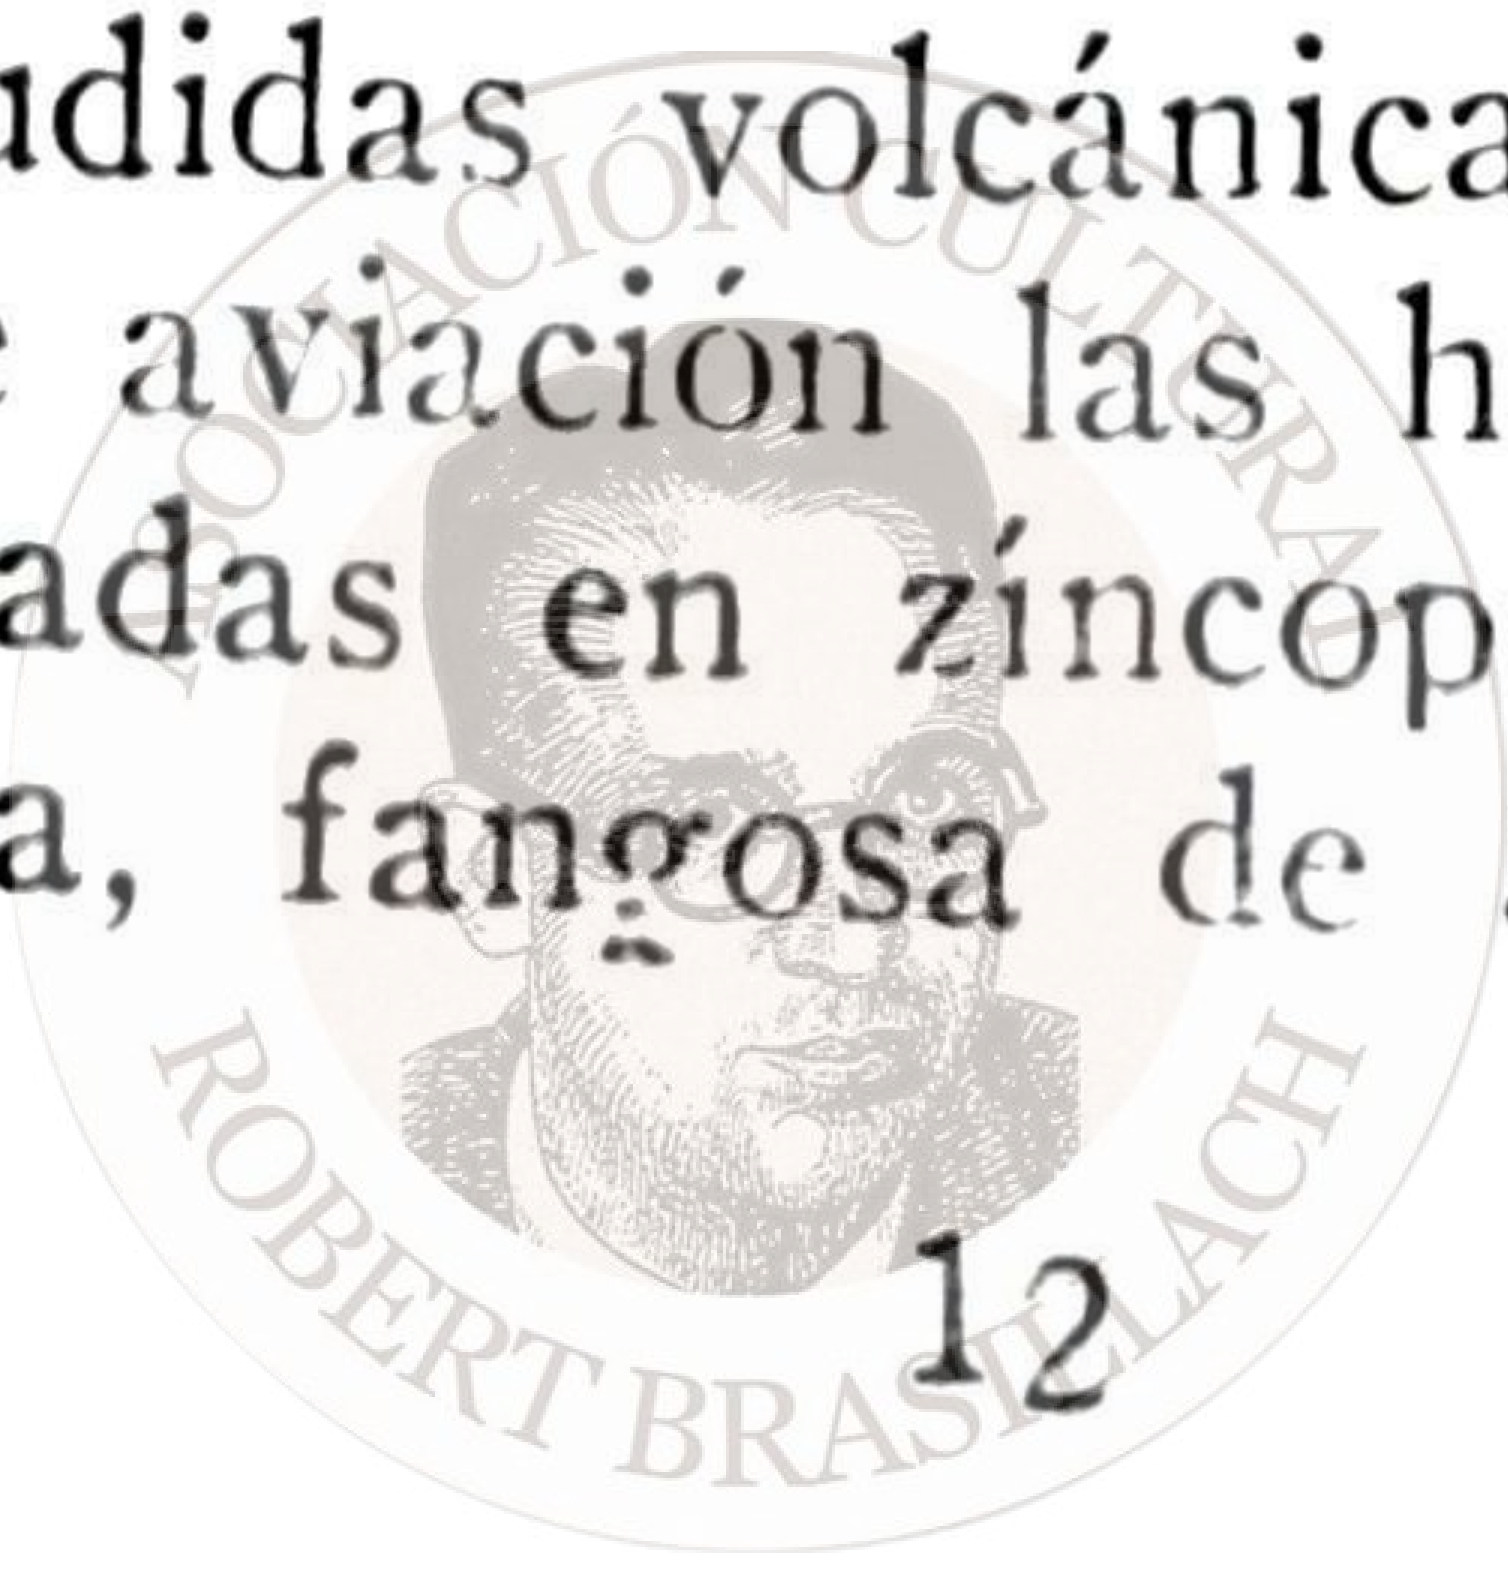 udidas volcánica
aviación las h
adas en zíncop
a, fangosa de
12
ASOCIACIÓN CULTURAL
ROBERT BRASILLACH